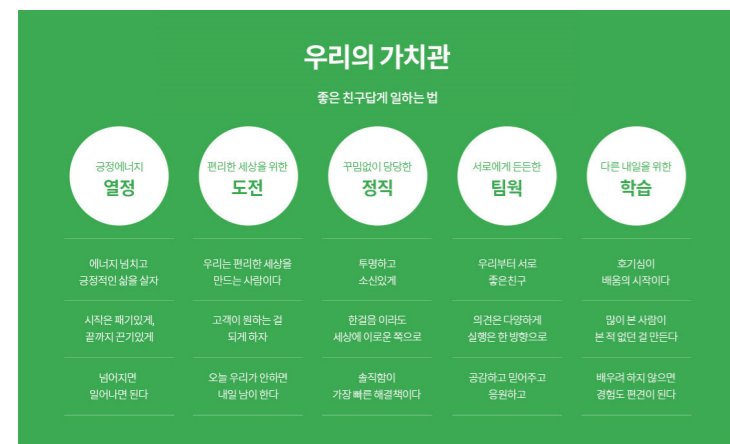 우리의 가치관
좋은 친구답게 일하는 법
긍정에너지
열정
편리한 세상을 위한
도전
꾸밈없이 당당한
정직
서로에게 든든한
팀웍
다른 내일을 위한
학습
에너지 넘치고
긍정적인 삶을 살자
우리는 편리한 세상을
만드는 사람이다
투명하고
소신있게
우리부터 서로
좋은친구
호기심이
배움의 시작이다
시작은 패기있게,
끝까지 끈기있게
고객이 원하는 걸
되게 하자
한걸음 이라도
세상에 이로운 쪽으로
의견은 다양하게
실행은 한 방향으로
많이 본 사람이
본 적 없던 걸 만든다
넘어지면
일어나면 된다
오늘 우리가 안하면
내일 남이 한다
솔직함이
가장 빠른 해결책이다
공감하고 믿어주고
응원하고
배우려 하지 않으면
경험도 편견이 된다